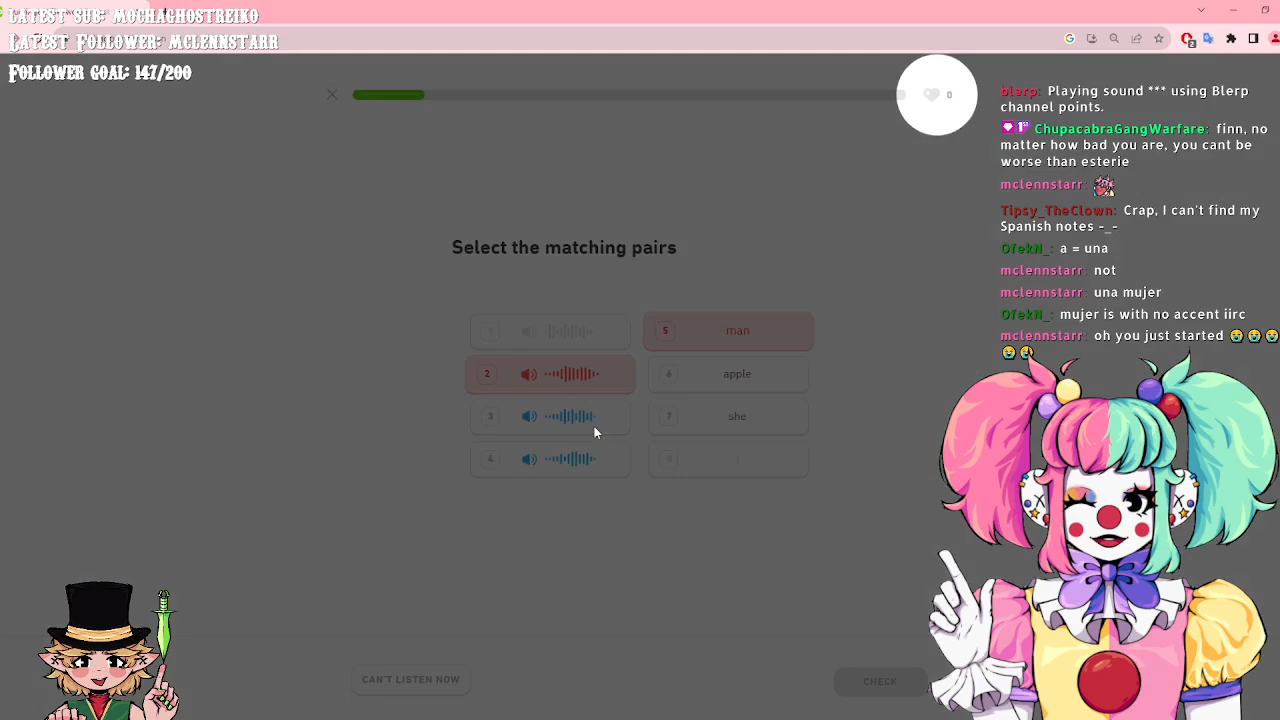 Latest Sub: mochaghostreiko
Latest Follower: mclennstarr
Follower goal: 147/200
0
Select the matching pairs
1
5 man
2
6 apple
3
7 she
4
8 I
CAN'T LISTEN NOW
CHECK
2
blerp: Playing sound *** using Blerp
channel points.
ChupacabraGangWarfare: finn, no
matter how bad you are, you cant be
worse than esterie
mclennstarr:
Tipsy_TheClown: Crap, I can't find my
Spanish notes -_-
OfekN_: a = una
mclennstarr: not
mclennstarr: una mujer
OfekN_: mujer is with no accent iirc
mclennstarr: oh you just started